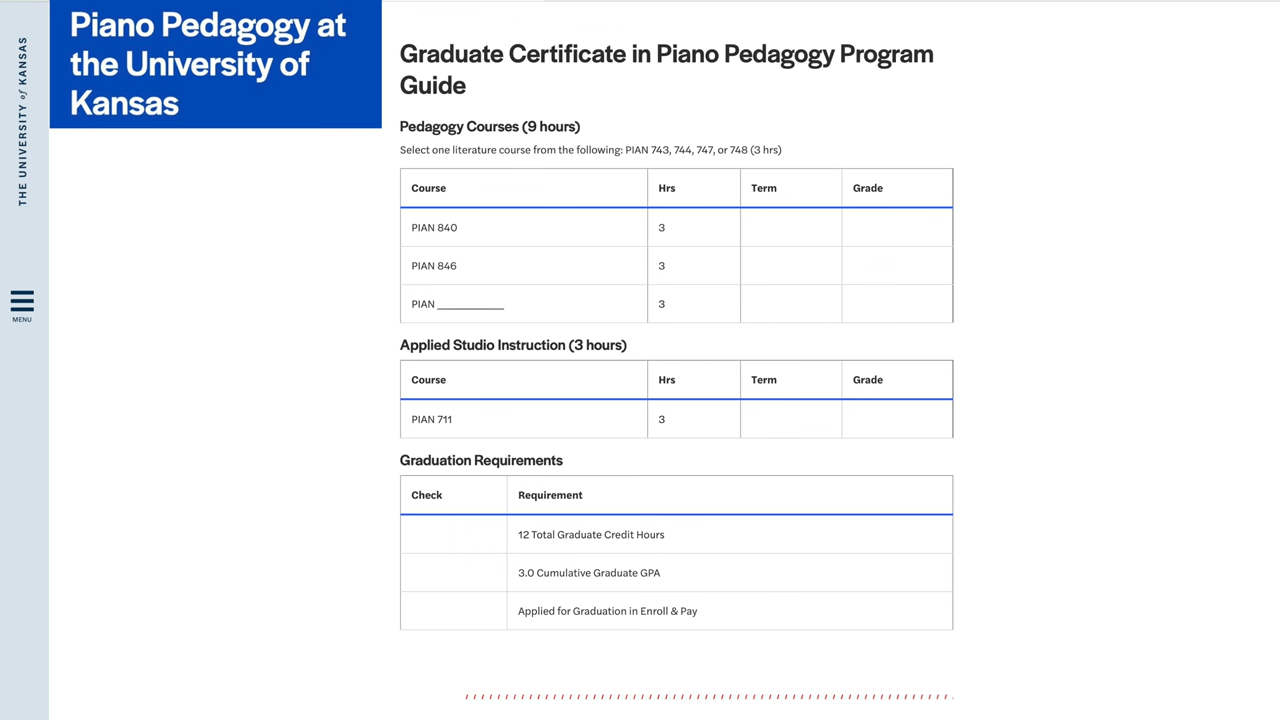 THE UNIVERSITY of KANSAS
MENU
Piano Pedagogy at
the University of
Kansas
Graduate Certificate in Piano Pedagogy Program
Guide
Pedagogy Courses (9 hours)
Select one literature course from the following: PIAN 743, 744, 747, or 748 (3 hrs)
Course Hrs Term Grade
PIAN 840 3
PIAN 846 3
PIAN ____________ 3
Applied Studio Instruction (3 hours)
Course Hrs Term Grade
PIAN 711 3
Graduation Requirements
Check Requirement
12 Total Graduate Credit Hours
3.0 Cumulative Graduate GPA
Applied for Graduation in Enroll & Pay